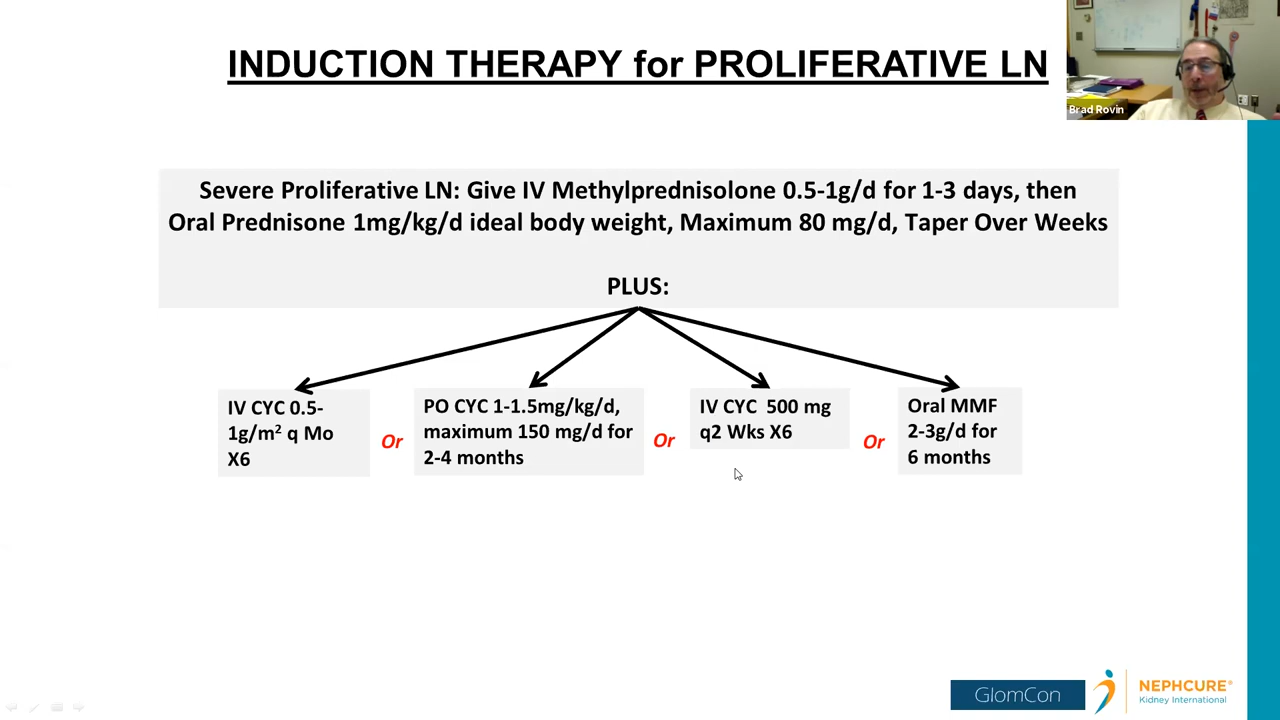 INDUCTION THERAPY for PROLIFERATIVE LN
Brad Rovin
Severe Proliferative LN: Give IV Methylprednisolone 0.5-1g/d for 1-3 days, then
Oral Prednisone 1mg/kg/d ideal body weight, Maximum 80 mg/d, Taper Over Weeks
PLUS:
IV CYC 0.5-
1g/m² q Mo
X6
Or
PO CYC 1-1.5mg/kg/d,
maximum 150 mg/d for
2-4 months
Or
IV CYC 500 mg
q2 Wks X6
Or
Oral MMF
2-3g/d for
6 months
GlomCon
NEPHCURE®
Kidney International